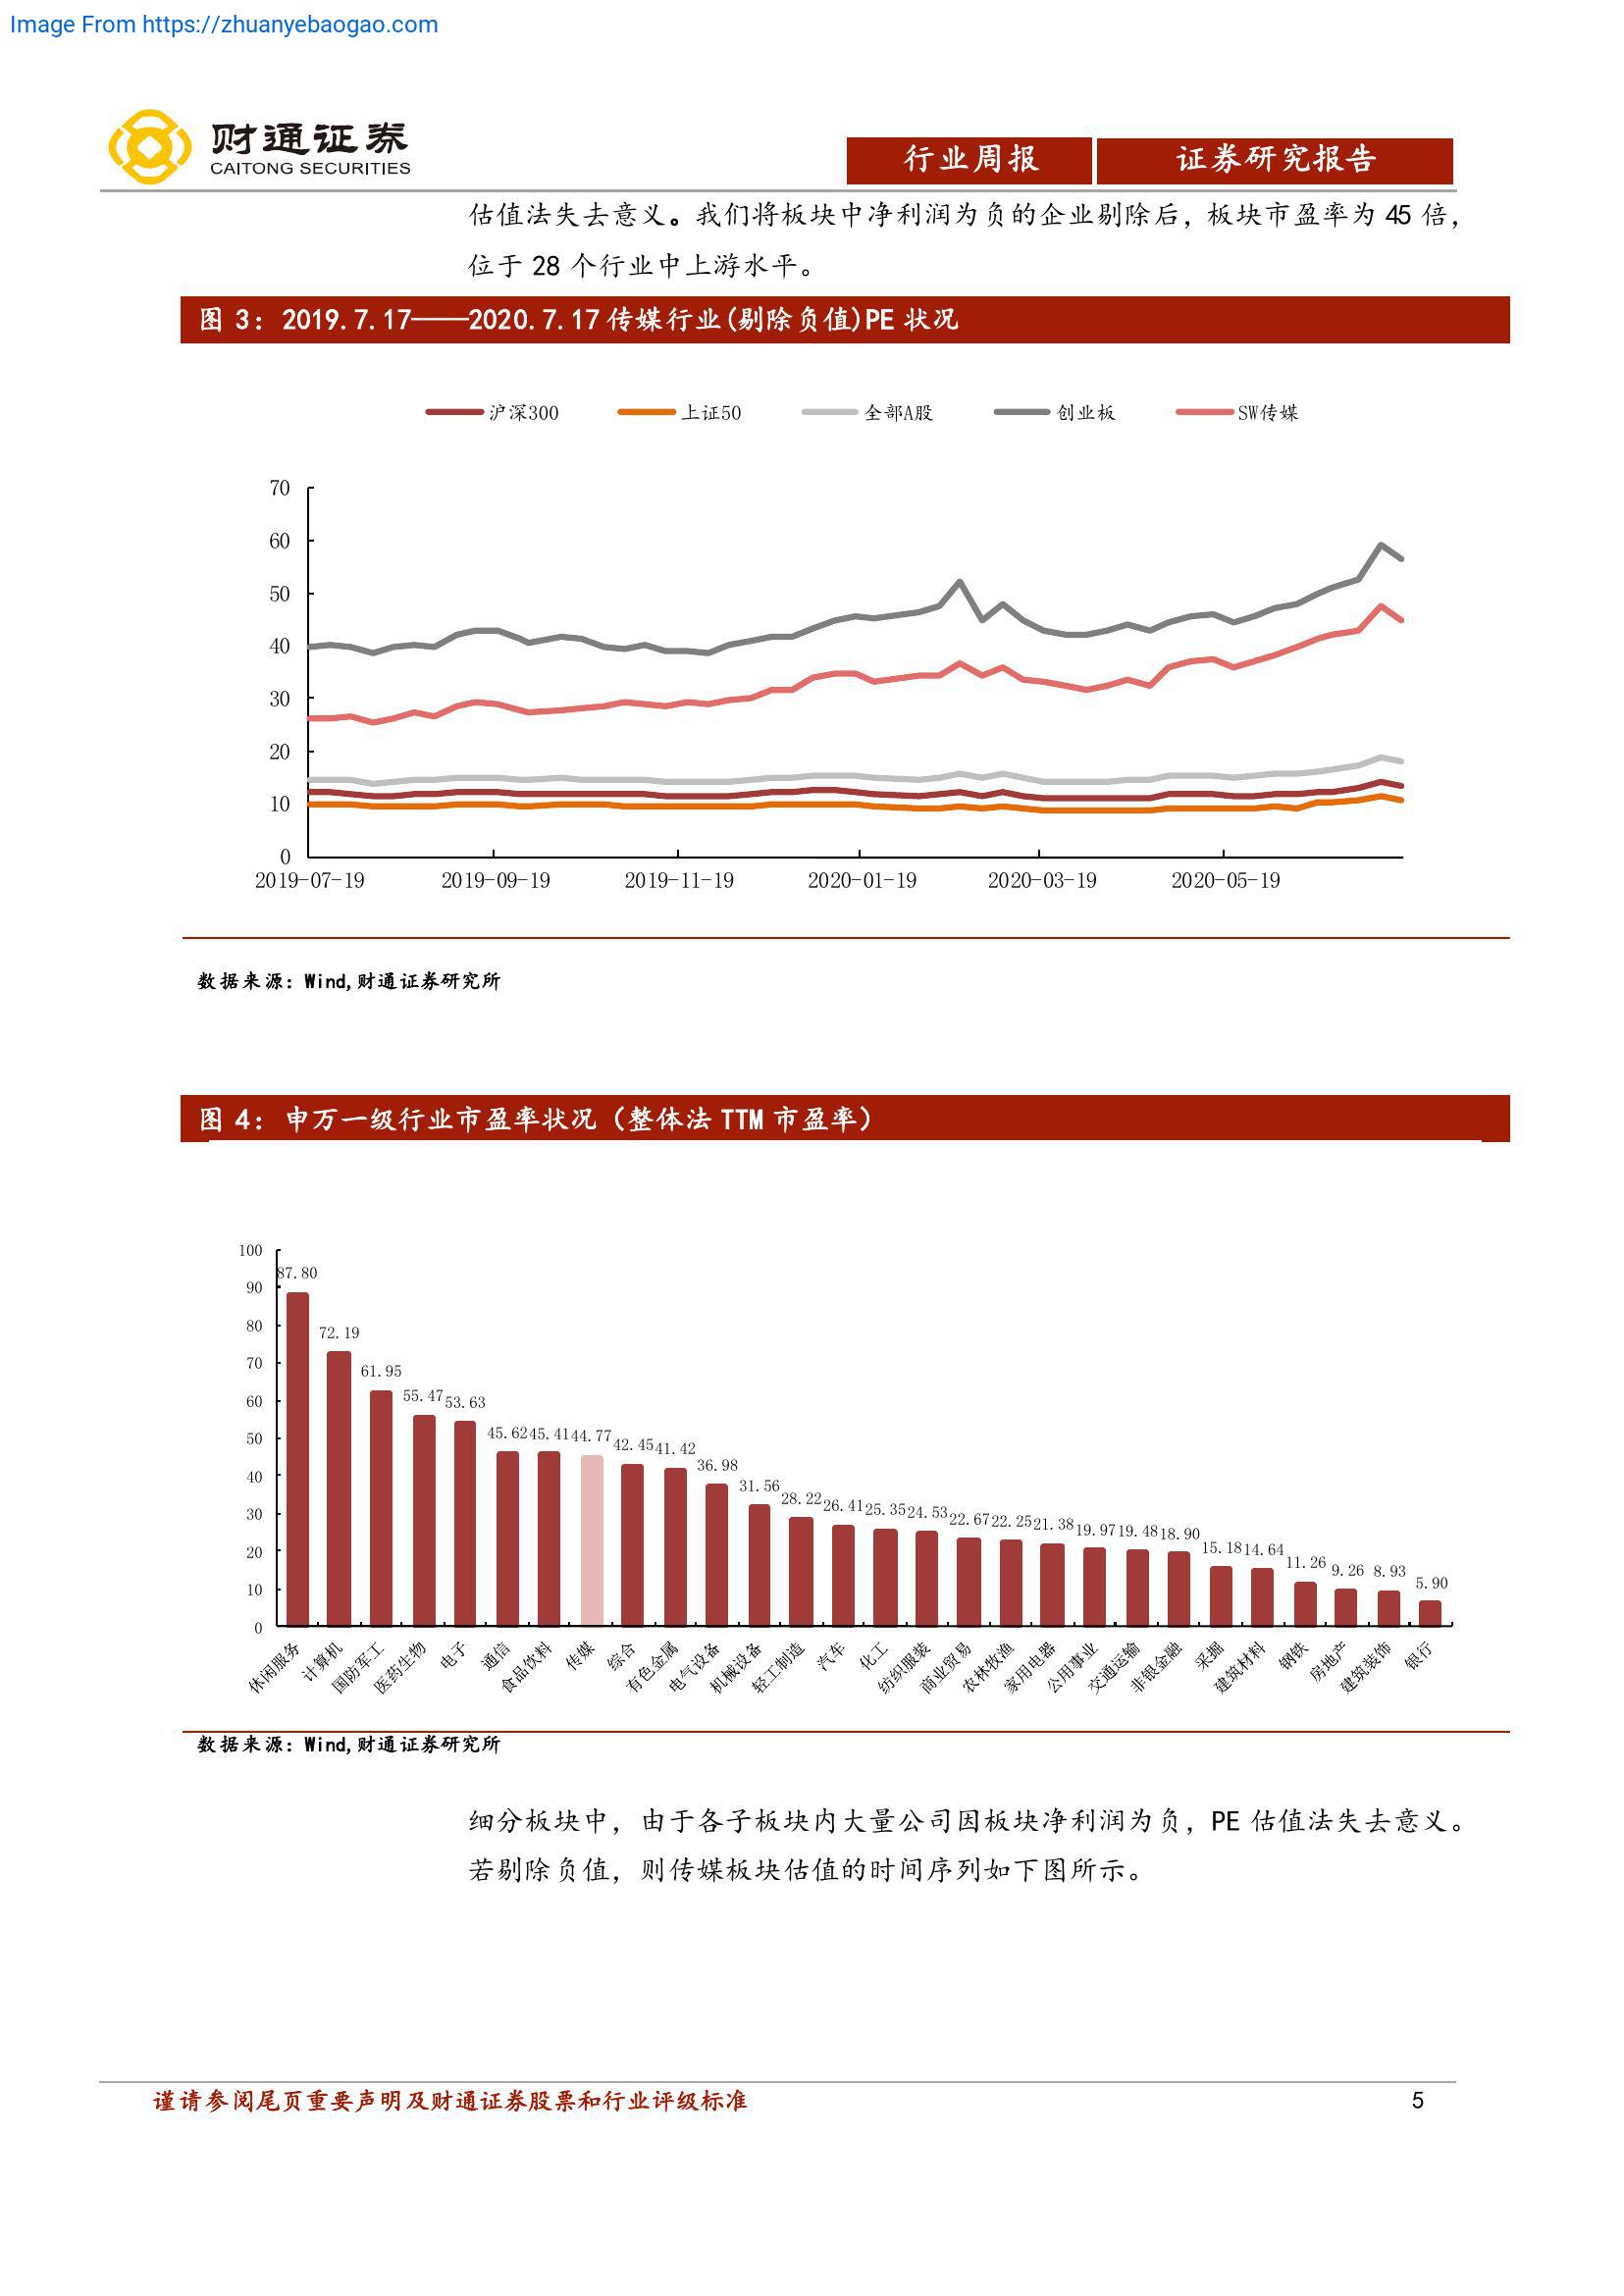 Image From https://zhuanyebaogao.com
财通证券
CAITONG SECURITIES
行业周报 证券研究报告
估值法失去意义。我们将板块中净利润为负的企业剔除后，板块市盈率为 45 倍，
位于 28 个行业中上游水平。
图 3：2019.7.17——2020.7.17 传媒行业(剔除负值)PE 状况
沪深300 上证50 全部A股 创业板 SW传媒
70
60
50
40
30
20
10
0
2019-07-19 2019-09-19 2019-11-19 2020-01-19 2020-03-19 2020-05-19
数据来源：Wind,财通证券研究所
图 4：申万一级行业市盈率状况（整体法 TTM 市盈率）
100
90
80
70
60
50
40
30
20
10
0
87.80 72.19 61.95 55.47 53.63 45.62 45.41 44.77 42.45 41.42 36.98 31.56 28.22 26.41 25.35 24.53 22.67 22.25 21.38 19.97 19.48 18.90 15.18 14.64 11.26 9.26 8.93 5.90
休闲服务 计算机 国防军工 医药生物 电子 通信 食品饮料 传媒 综合 有色金属 电气设备 机械设备 轻工制造 汽车 化工 纺织服装 商业贸易 农林牧渔 家用电器 公用事业 交通运输 非银金融 采掘 建筑材料 钢铁 房地产 建筑装饰 银行
数据来源：Wind,财通证券研究所
细分板块中，由于各子板块内大量公司因板块净利润为负，PE 估值法失去意义。
若剔除负值，则传媒板块估值的时间序列如下图所示。
谨请参阅尾页重要声明及财通证券股票和行业评级标准 5